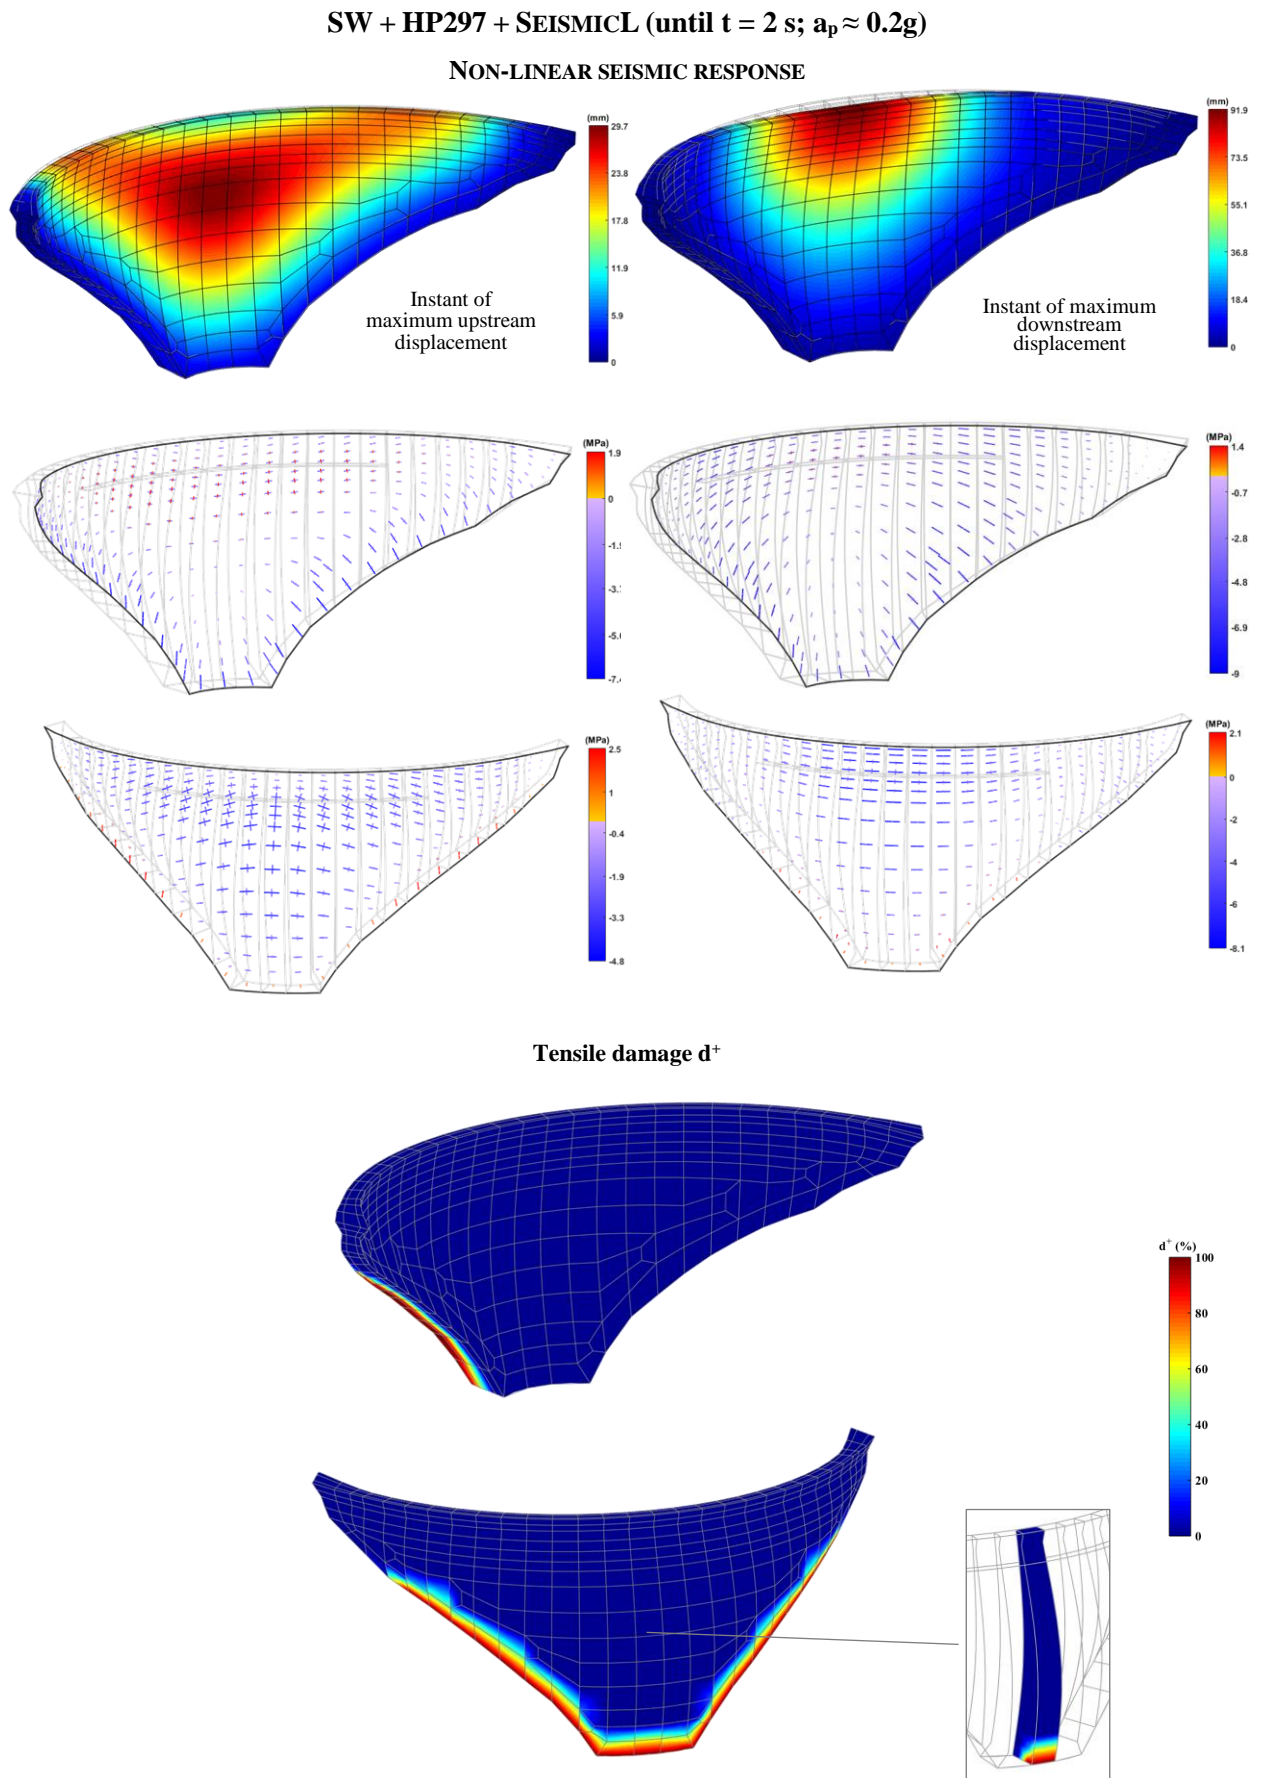 SW + HP297 + SEISMICL (until t = 2 s; ap ≈ 0.2g)
NON-LINEAR SEISMIC RESPONSE
(mm)
29.7
23.8
17.8
11.9
5.9
0
Instant of
maximum upstream
displacement
(mm)
91.9
73.5
55.1
36.8
18.4
0
Instant of maximum
downstream
displacement
(MPa)
1.9
0
(MPa)
1.4
-0.7
-2.8
-4.8
-6.9
-9
(MPa)
2.5
1
-0.4
-1.9
-3.3
-4.8
(MPa)
2.1
0
-2
-4
-6
-8.1
Tensile damage d+
d+ (%)
100
80
60
40
20
0